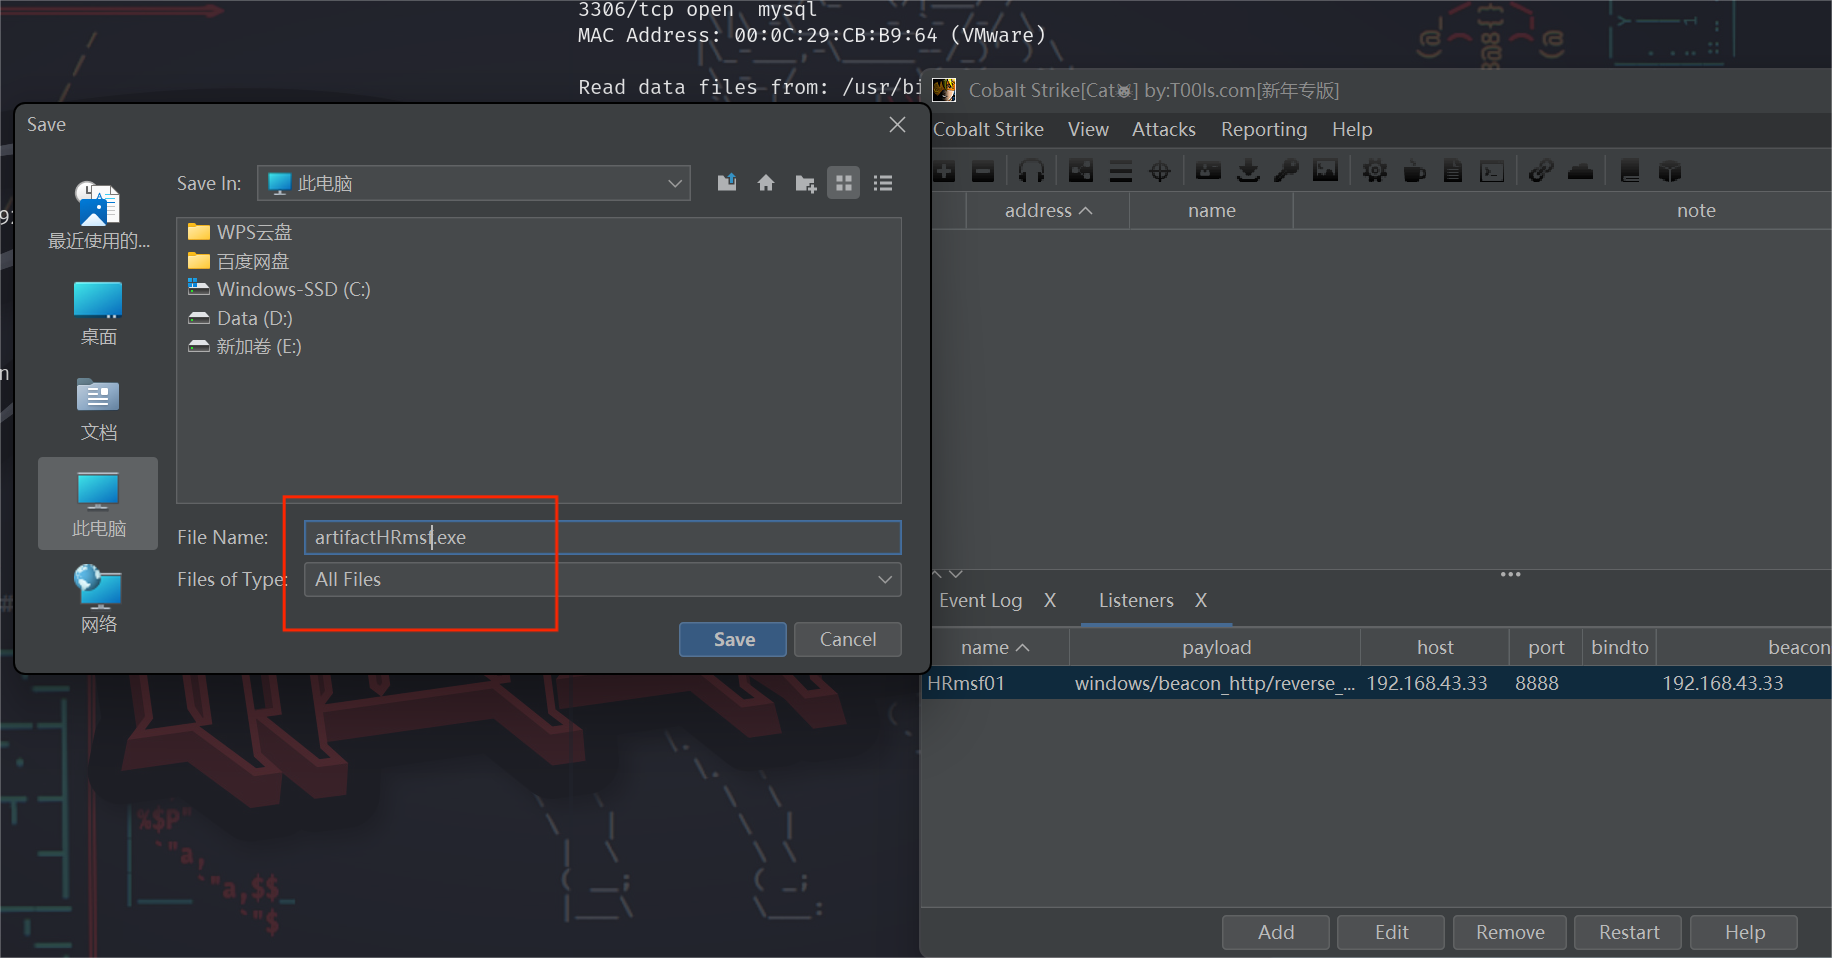 3306/tcp open  mysql
MAC Address: 00:0C:29:CB:B9:64 (VMware)
Read data files from: /usr/bi
Save
Save In:
此电脑
最近使用的...
桌面
文档
此电脑
网络
WPS云盘
百度网盘
Windows-SSD (C:)
Data (D:)
新加卷 (E:)
File Name:
artifactHRmsf.exe
Files of Type:
All Files
Save
Cancel
Cobalt Strike[Cat] by:T00ls.com[新年专版]
Cobalt Strike View Attacks Reporting Help
address name note
Event Log X Listeners X
name payload host port bindto beacon
HRmsf01 windows/beacon_http/reverse_... 192.168.43.33 8888 192.168.43.33
Add Edit Remove Restart Help